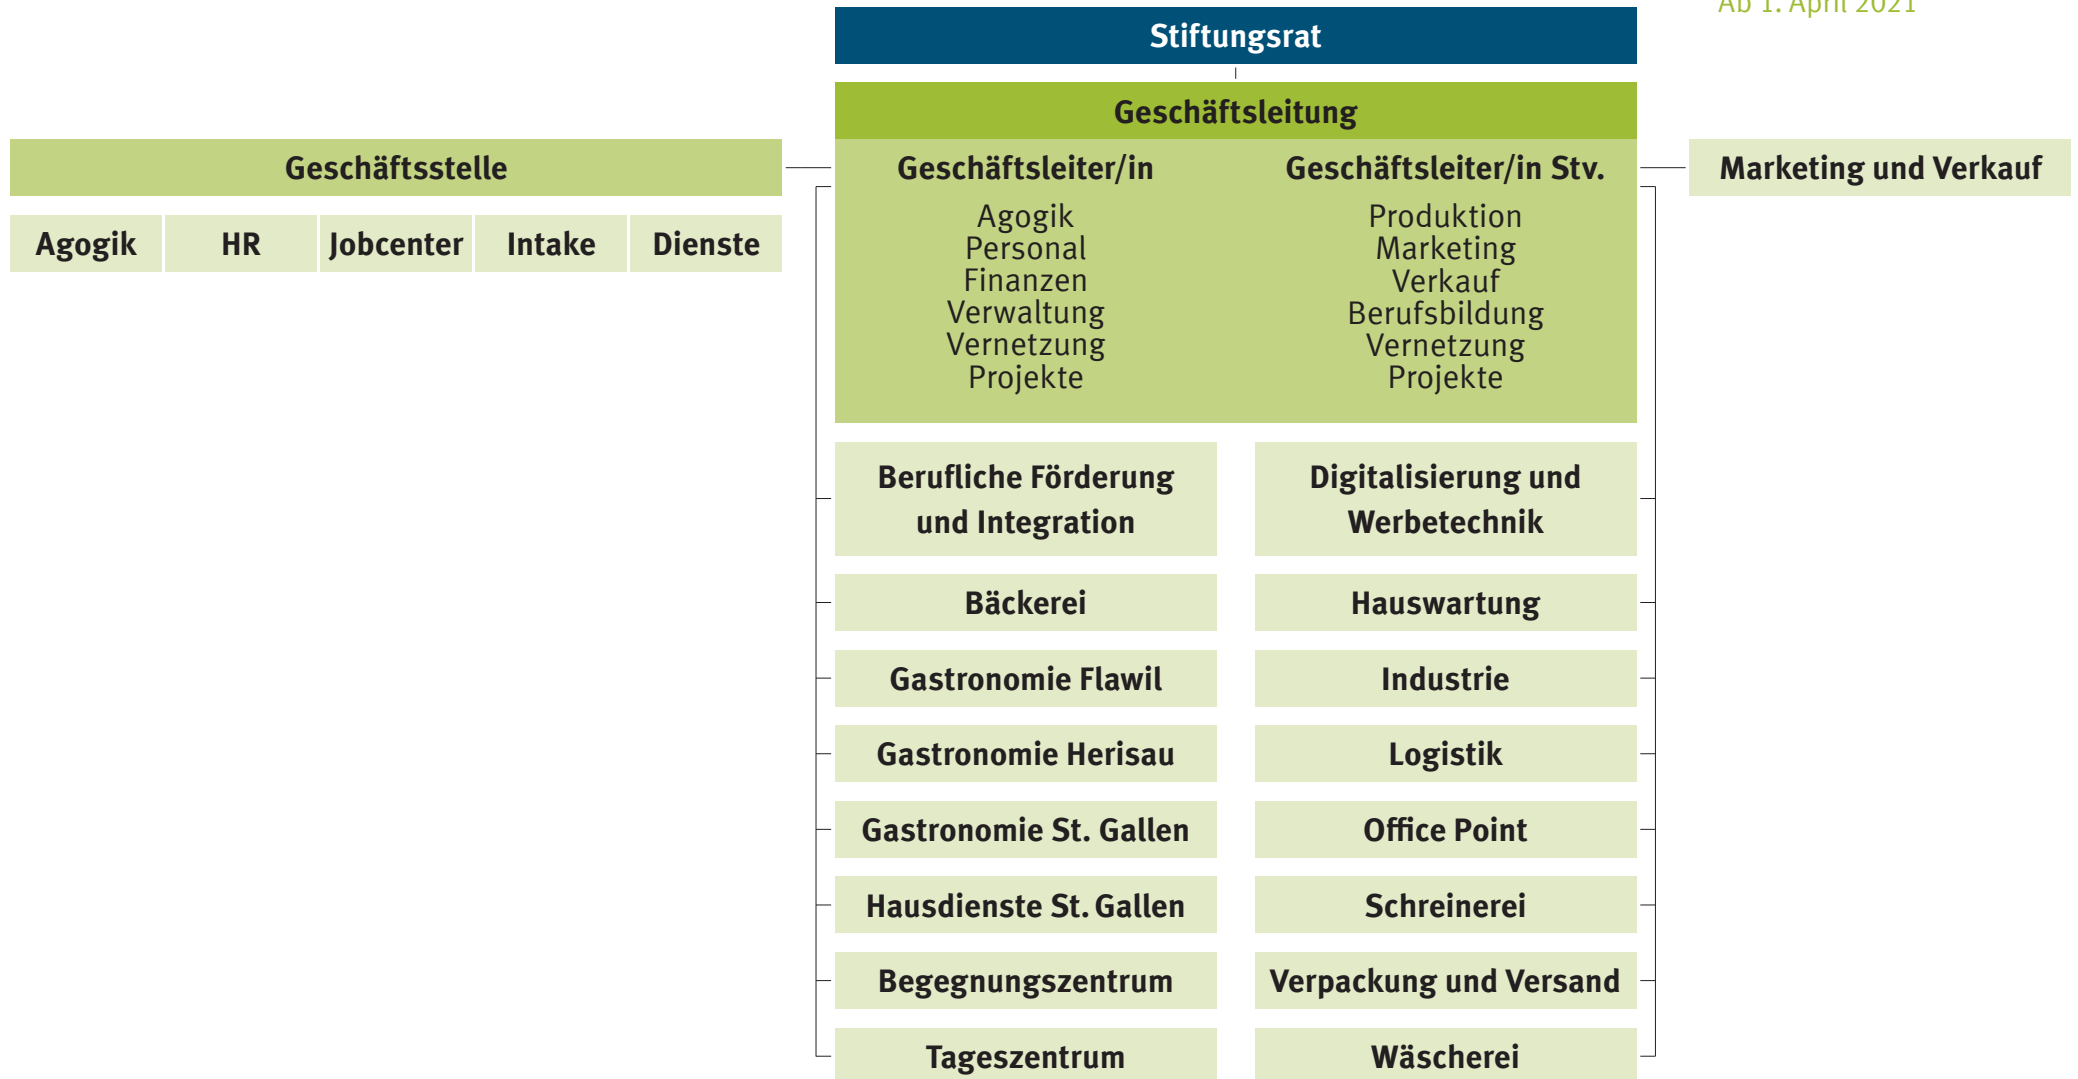 Ab 1. April 2021
Stiftungsrat
Geschäftsleitung
Geschäftsstelle
Agogik
HR
Jobcenter
Intake
Dienste
Geschäftsleiter/in
Agogik
Personal
Finanzen
Verwaltung
Vernetzung
Projekte
Geschäftsleiter/in Stv.
Produktion
Marketing
Verkauf
Berufsbildung
Vernetzung
Projekte
Marketing und Verkauf
Berufliche Förderung
und Integration
Bäckerei
Gastronomie Flawil
Gastronomie Herisau
Gastronomie St. Gallen
Hausdienste St. Gallen
Begegnungszentrum
Tageszentrum
Digitalisierung und
Werbetechnik
Hauswartung
Industrie
Logistik
Office Point
Schreinerei
Verpackung und Versand
Wäscherei